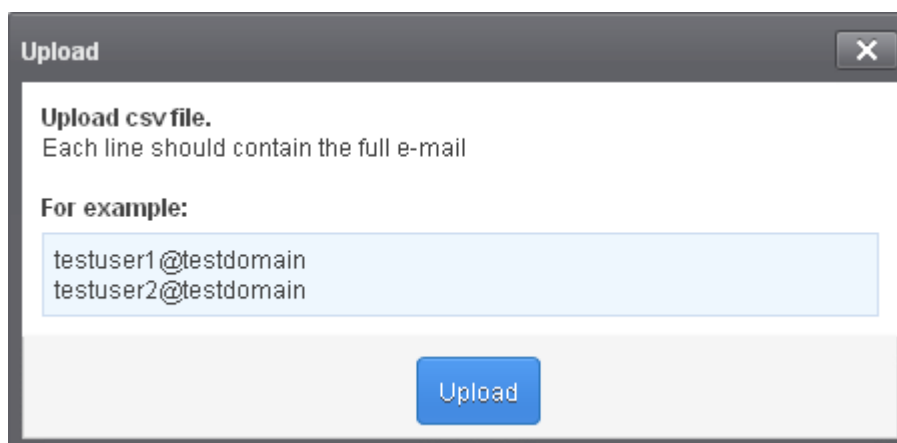 Upload
Upload csv file.
Each line should contain the full e-mail
For example:
testuser1@testdomain
testuser2@testdomain
Upload